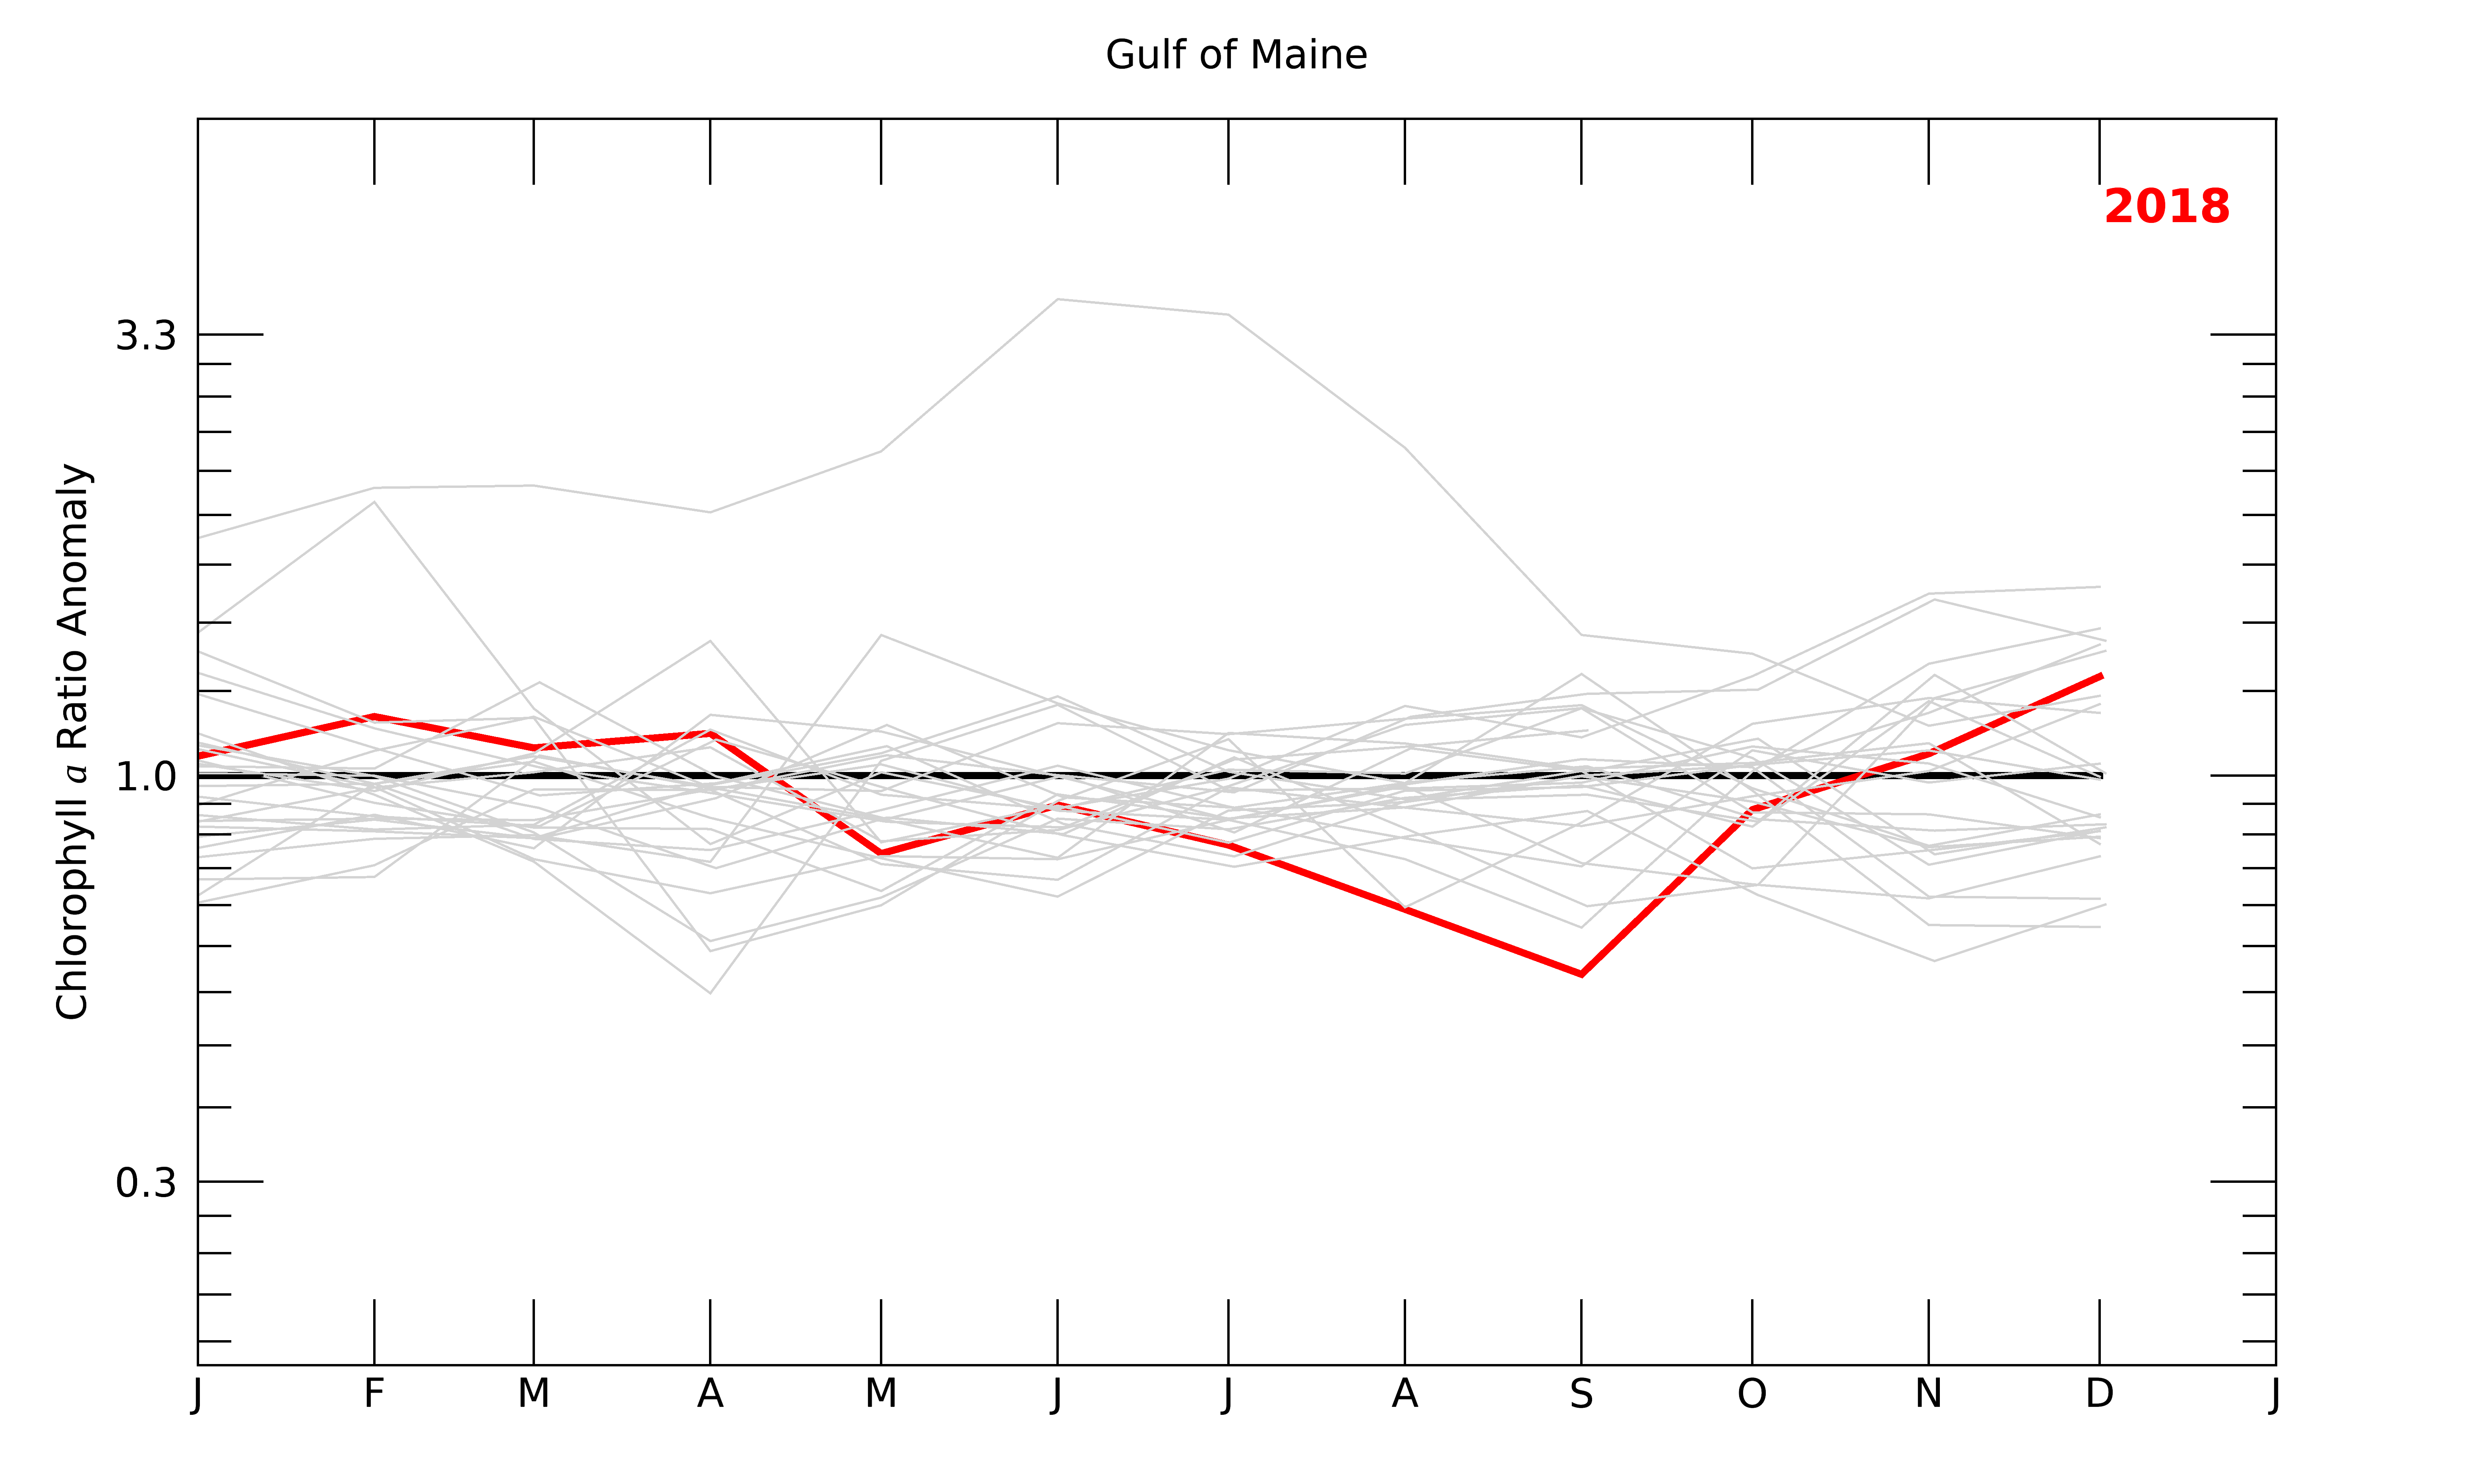 Gulf of Maine
2018
Chlorophyll a Ratio Anomaly
3.3
1.0
0.3
J F M A M J J A S O N D J